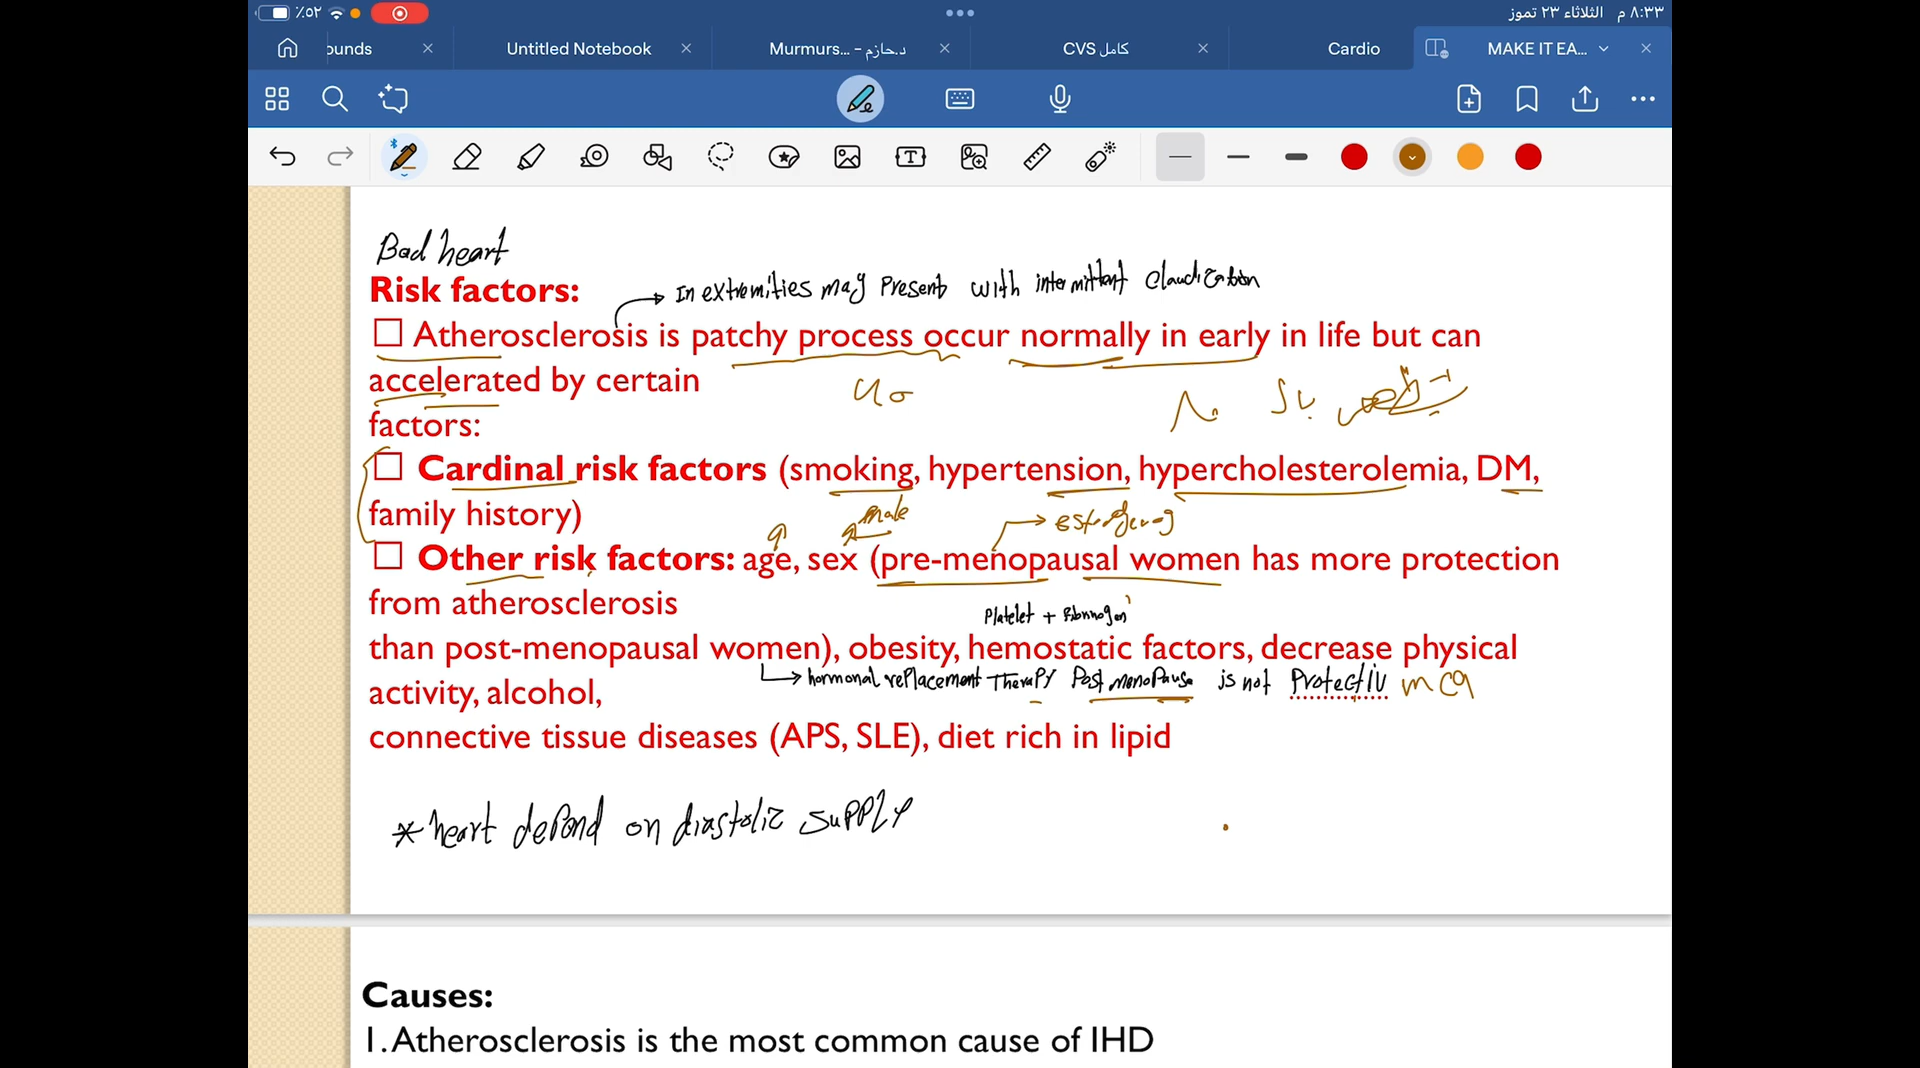 ٪٥٢
٨:٣٣ م الثلاثاء ٢٣ تموز
ounds
Untitled Notebook
Murmurs... - د.حازم
CVS كامل
Cardio
MAKE IT EA...
Bad heart
Risk factors:
In extremities may Present with intermittent claudication
☐ Atherosclerosis is patchy process occur normally in early in life but can
accelerated by certain
factors:
☐ Cardinal risk factors (smoking, hypertension, hypercholesterolemia, DM,
family history)
male
☐ Other risk factors: age, sex (pre-menopausal women has more protection
from atherosclerosis
Platelet + Fibrinogen
than post-menopausal women), obesity, hemostatic factors, decrease physical
hormonal replacement Therapy Post monoPause is not Protectiv mcq
activity, alcohol,
connective tissue diseases (APS, SLE), diet rich in lipid
*heart depend on diastolic supply
Causes:
1. Atherosclerosis is the most common cause of IHD